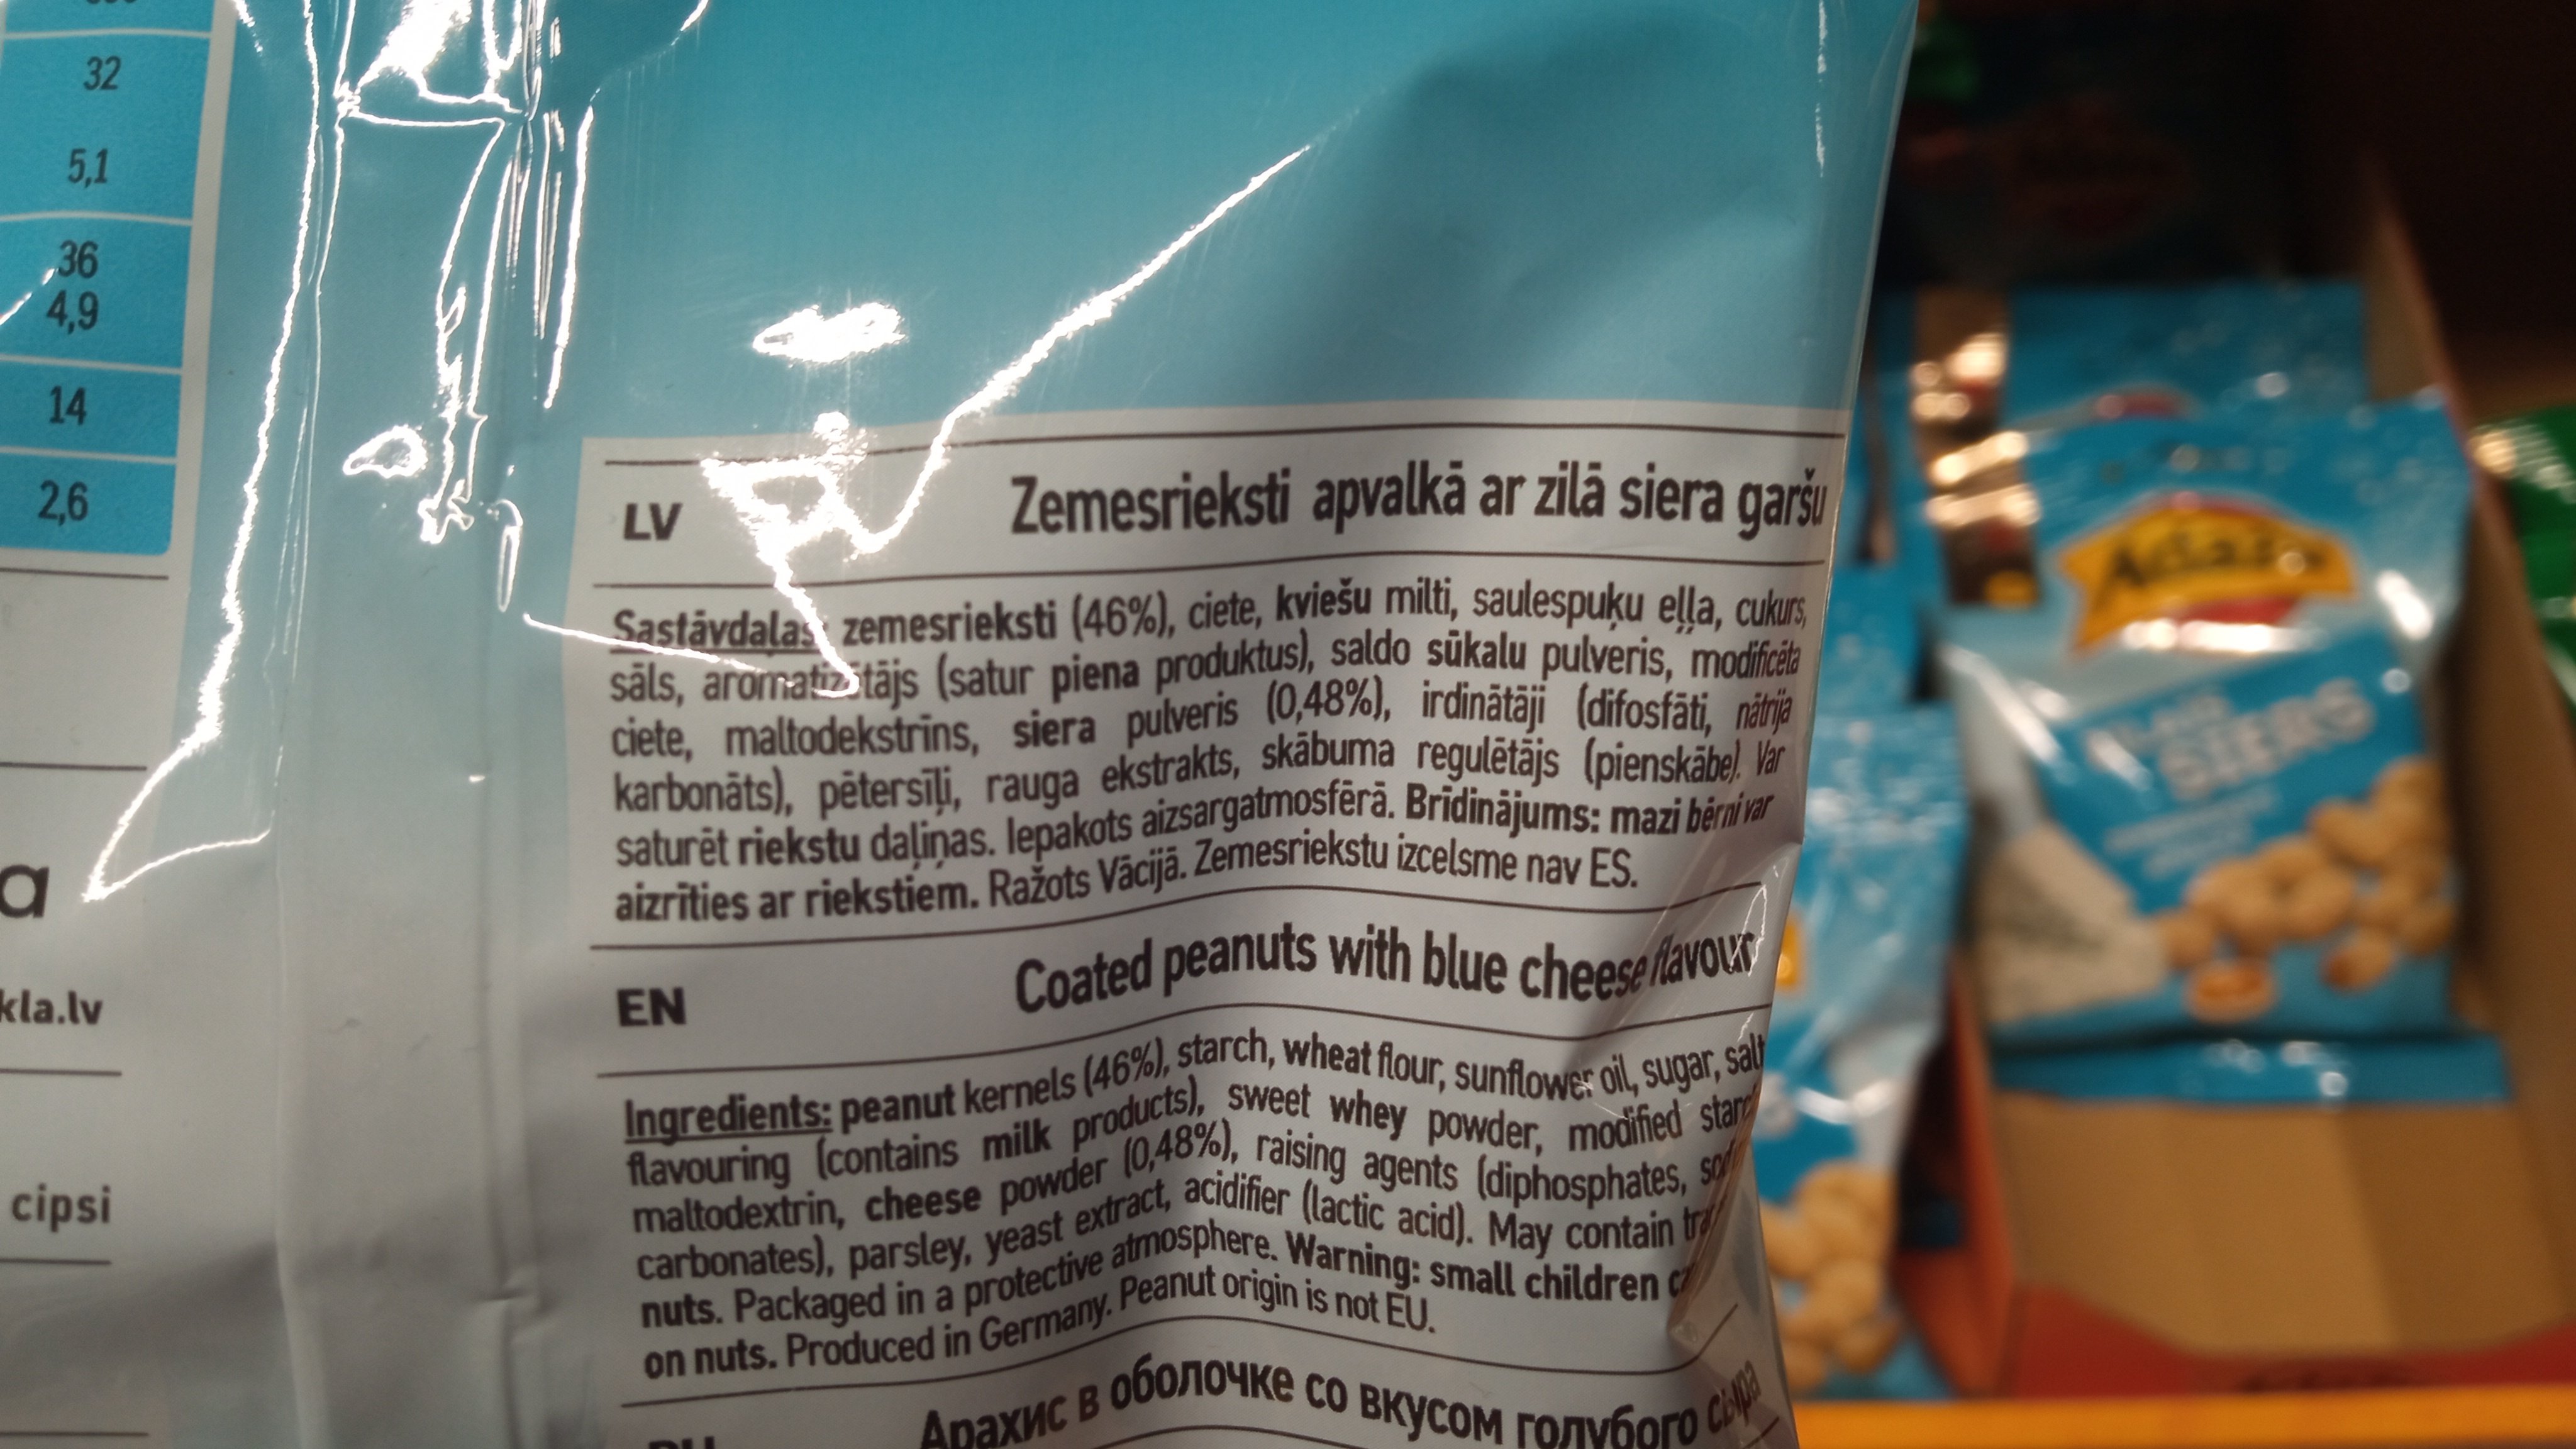 32
5,1
36
4,9
14
2,6
a
kla.lv
cipsi
LV Zemesrieksti apvalkā ar zilā siera garšu
Sastāvdaļas: zemesrieksti (46%), ciete, kviešu milti, saulespuķu eļļa, cukurs,
sāls, aromatizētājs (satur piena produktus), saldo sūkalu pulveris, modificēta
ciete, maltodekstrīns, siera pulveris (0,48%), irdinātāji (difosfāti, nātrija
karbonāts), pētersīļi, rauga ekstrakts, skābuma regulētājs (pienskābe). Var
saturēt riekstu daļiņas. Iepakots aizsargatmosfērā. Brīdinājums: mazi bērni var
aizrīties ar riekstiem. Ražots Vācijā. Zemesriekstu izcelsme nav ES.
EN Coated peanuts with blue cheese flavour
Ingredients: peanut kernels (46%), starch, wheat flour, sunflower oil, sugar, salt
flavouring (contains milk products), sweet whey powder, modified
maltodextrin, cheese powder (0,48%), raising agents (diphosphates,
carbonates), parsley, yeast extract, acidifier (lactic acid). May contain
nuts. Packaged in a protective atmosphere. Warning: small children
on nuts. Produced in Germany. Peanut origin is not EU.
RU Арахис в оболочке со вкусом голубого сыра
SIERS